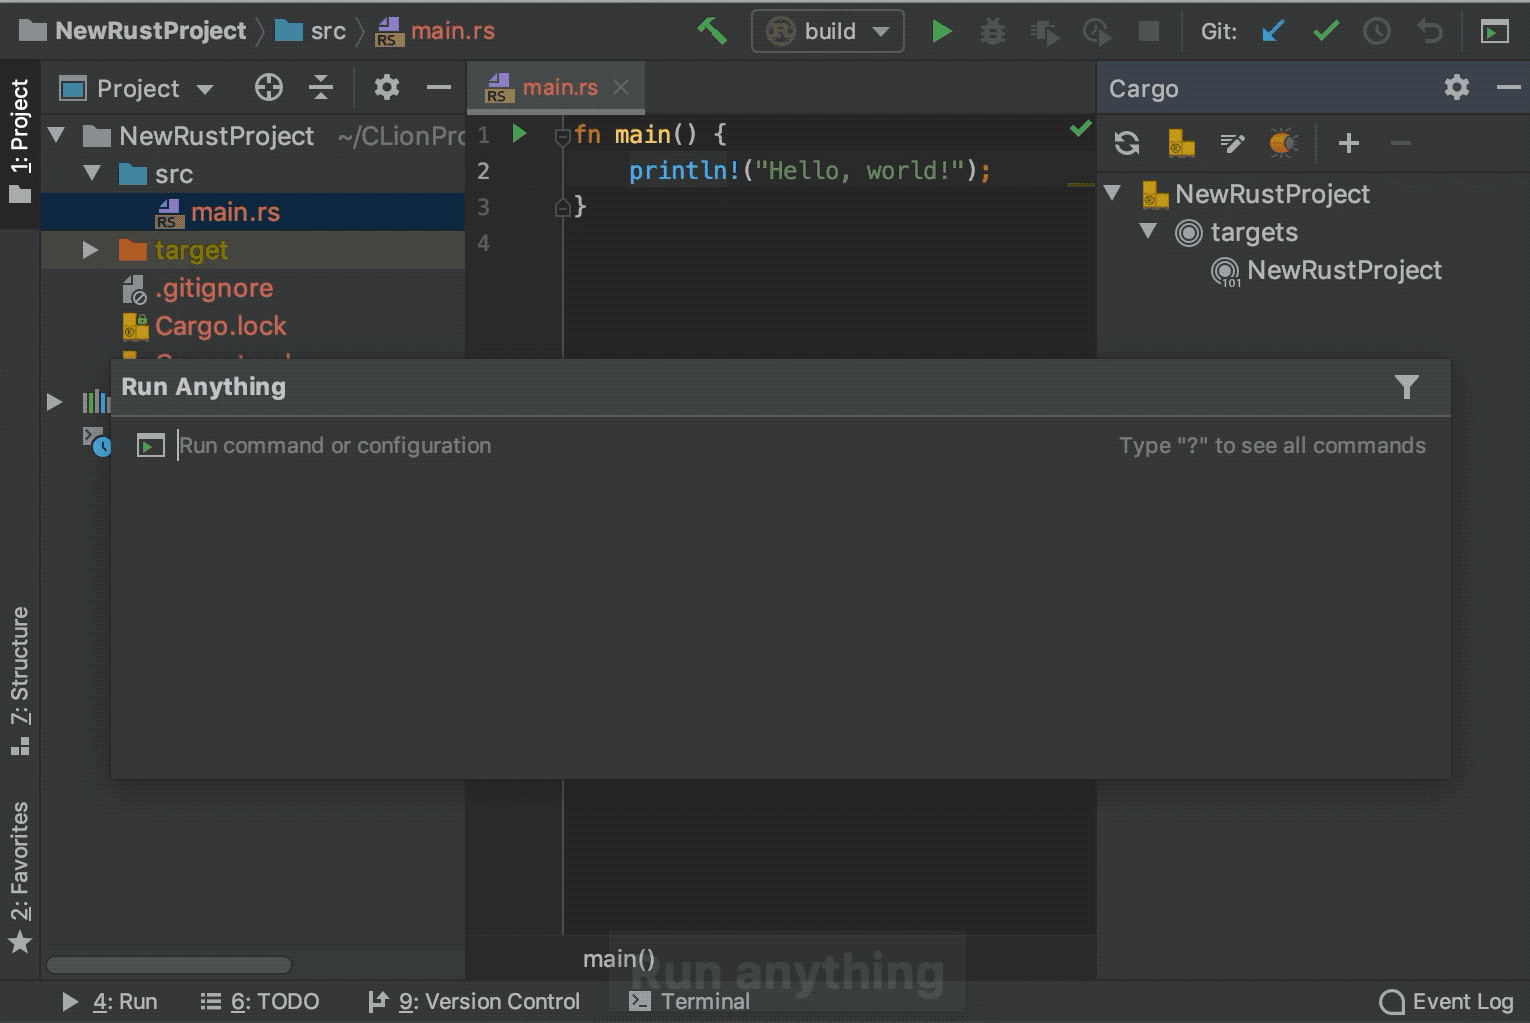 NewRustProject src main.rs build Git:
1: Project
Project
main.rs
Cargo
NewRustProject ~/CLionPro
src
main.rs
target
.gitignore
Cargo.lock
1 fn main() {
2 println!("Hello, world!");
3 }
4
NewRustProject
targets
NewRustProject
Run Anything
Run command or configuration
Type "?" to see all commands
7: Structure
2: Favorites
main()
Run anything
4: Run
6: TODO
9: Version Control
Terminal
Event Log